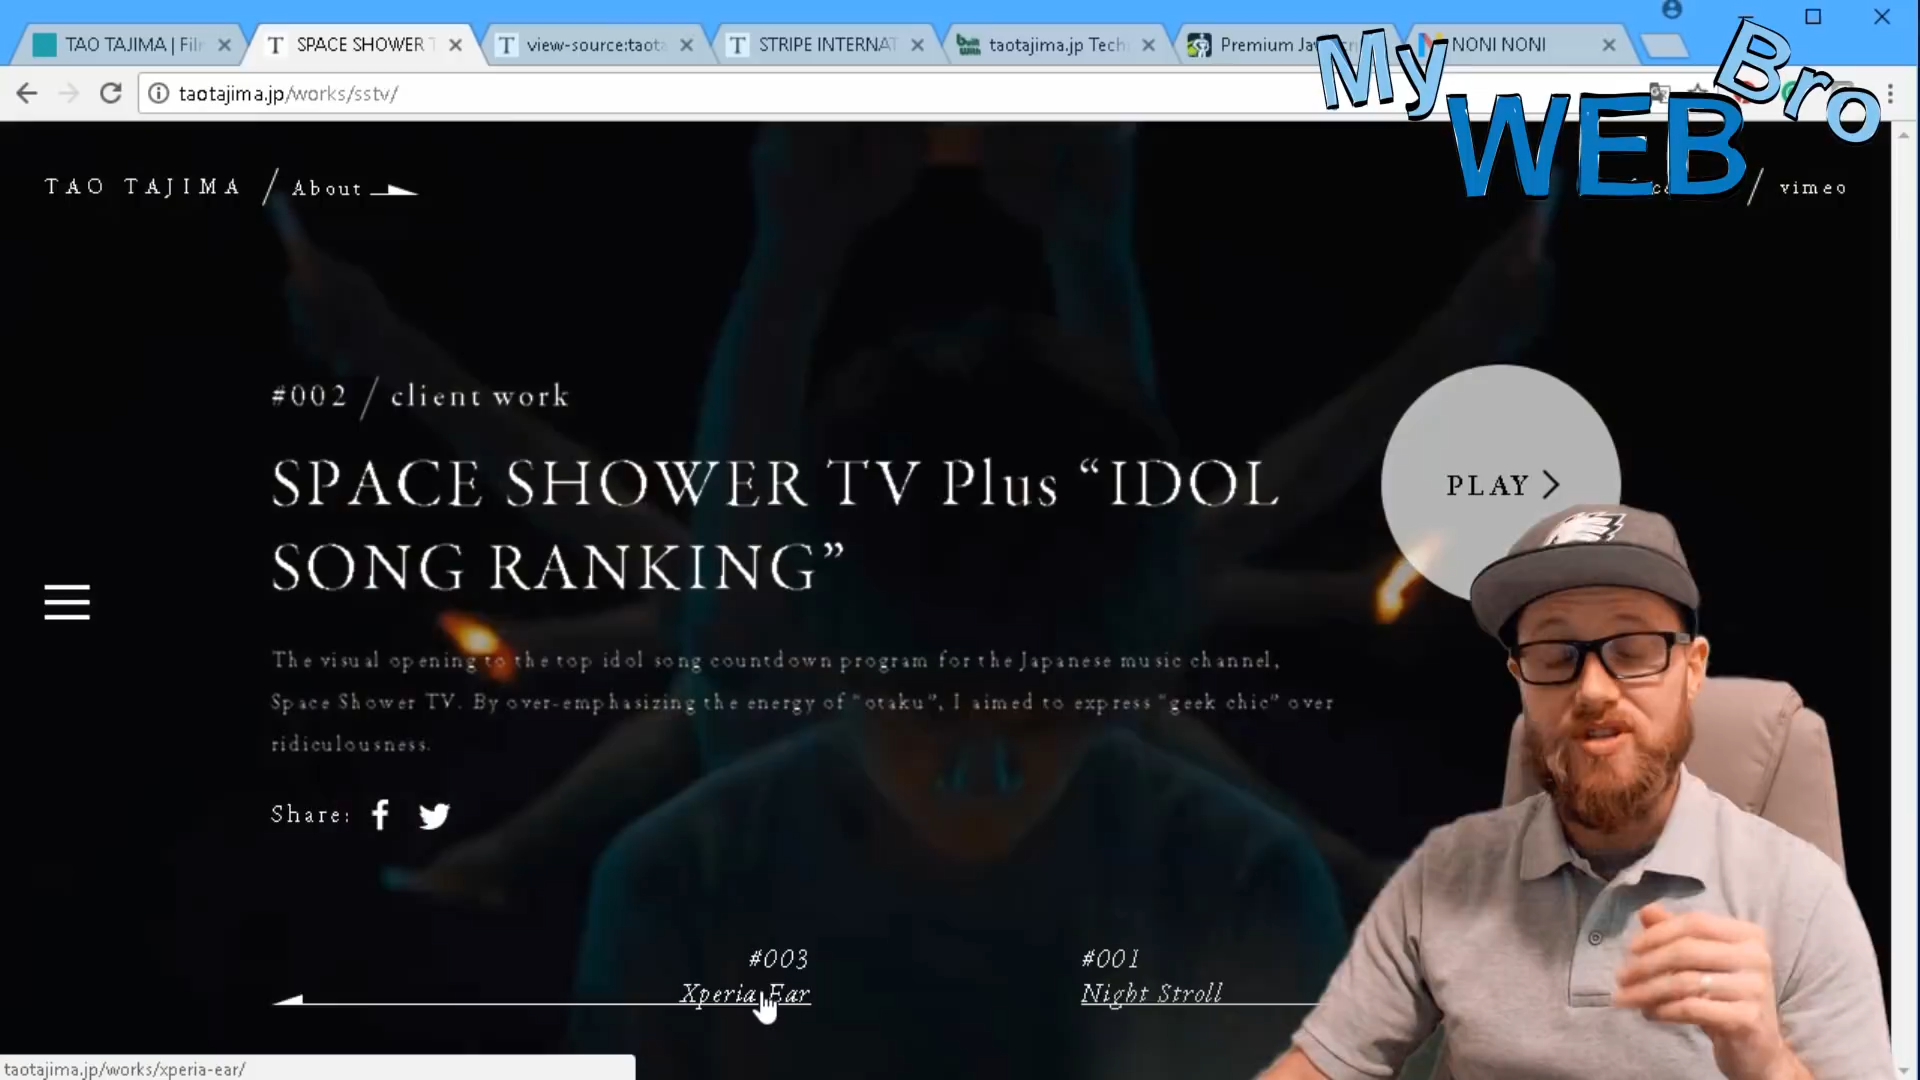 TAO TAJIMA | Fil
SPACE SHOWER T
view-source:taota
STRIPE INTERNAT
taotajima.jp Tech
Premium Ja
NONI NONI
My WEB Bro
taotajima.jp/works/sstv/
TAO TAJIMA / About
/ vimeo
#002 / client work
SPACE SHOWER TV Plus “IDOL
SONG RANKING”
PLAY
The visual opening to the top idol song countdown program for the Japanese music channel,
Space Shower TV. By over-emphasizing the energy of "otaku", I aimed to express "geek chic" over
ridiculousness.
Share:
#003
Xperia Ear
#001
Night Stroll
taotajima.jp/works/xperia-ear/